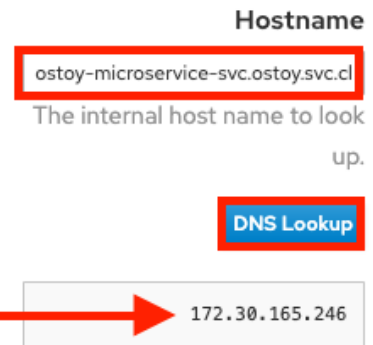 Hostname
ostoy-microservice-svc.ostoy.svc.cl
The internal host name to look
up.
DNS Lookup
172.30.165.246